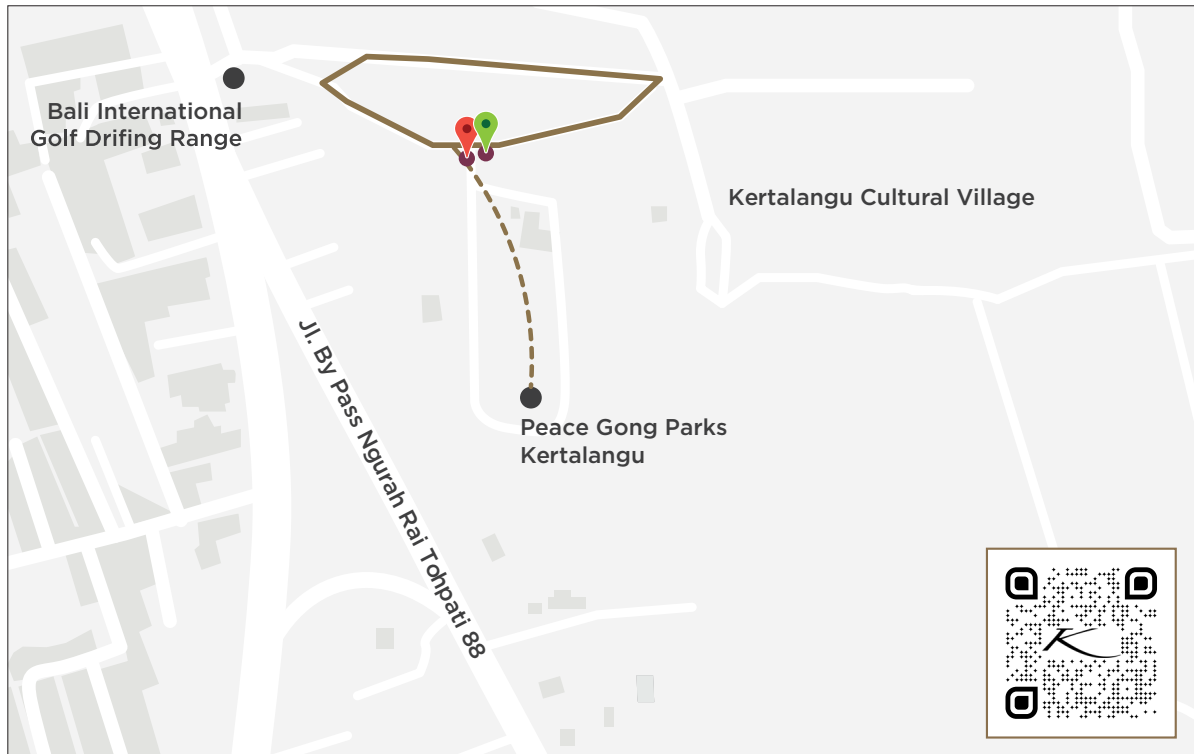 Bali International
Golf Drifing Range
Kertalangu Cultural Village
Jl. By Pass Ngurah Rai Tohpati 88
Peace Gong Parks
Kertalangu
K